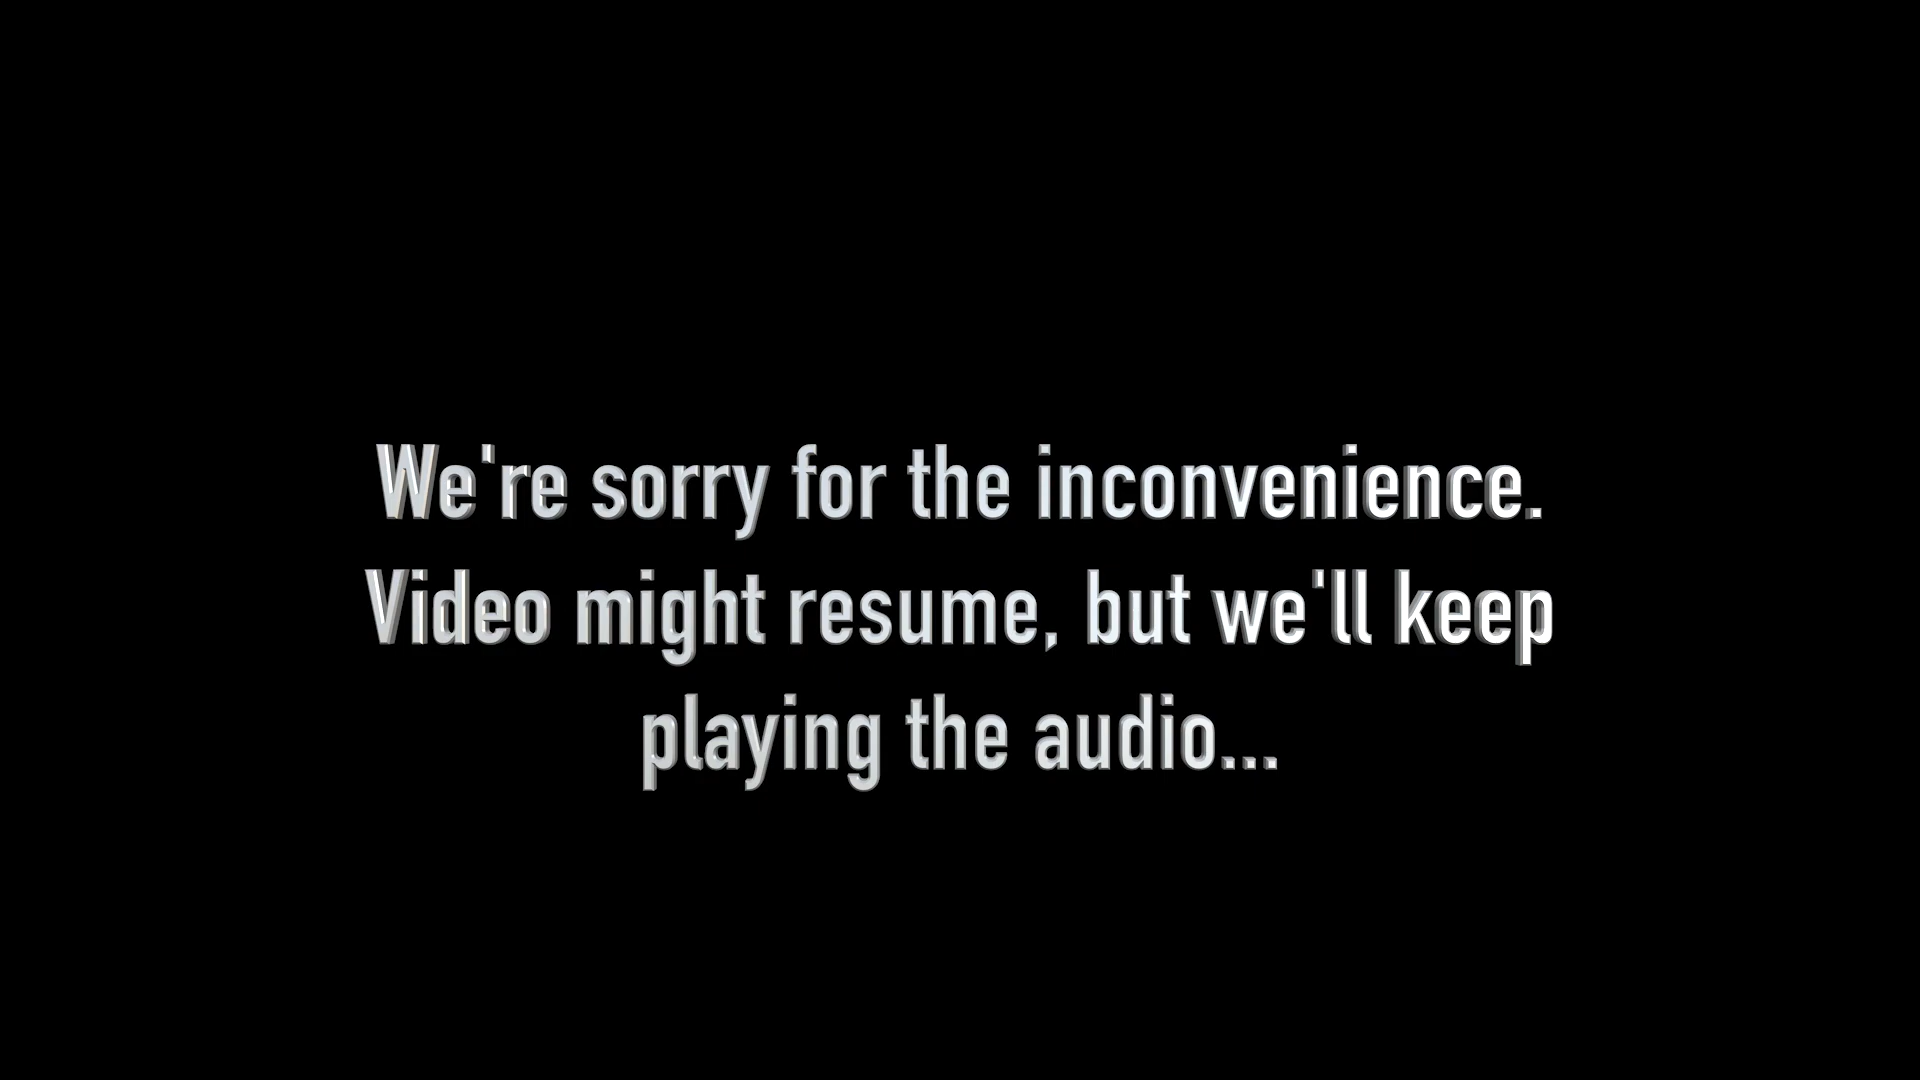 We're sorry for the inconvenience.
Video might resume, but we'll keep
playing the audio...